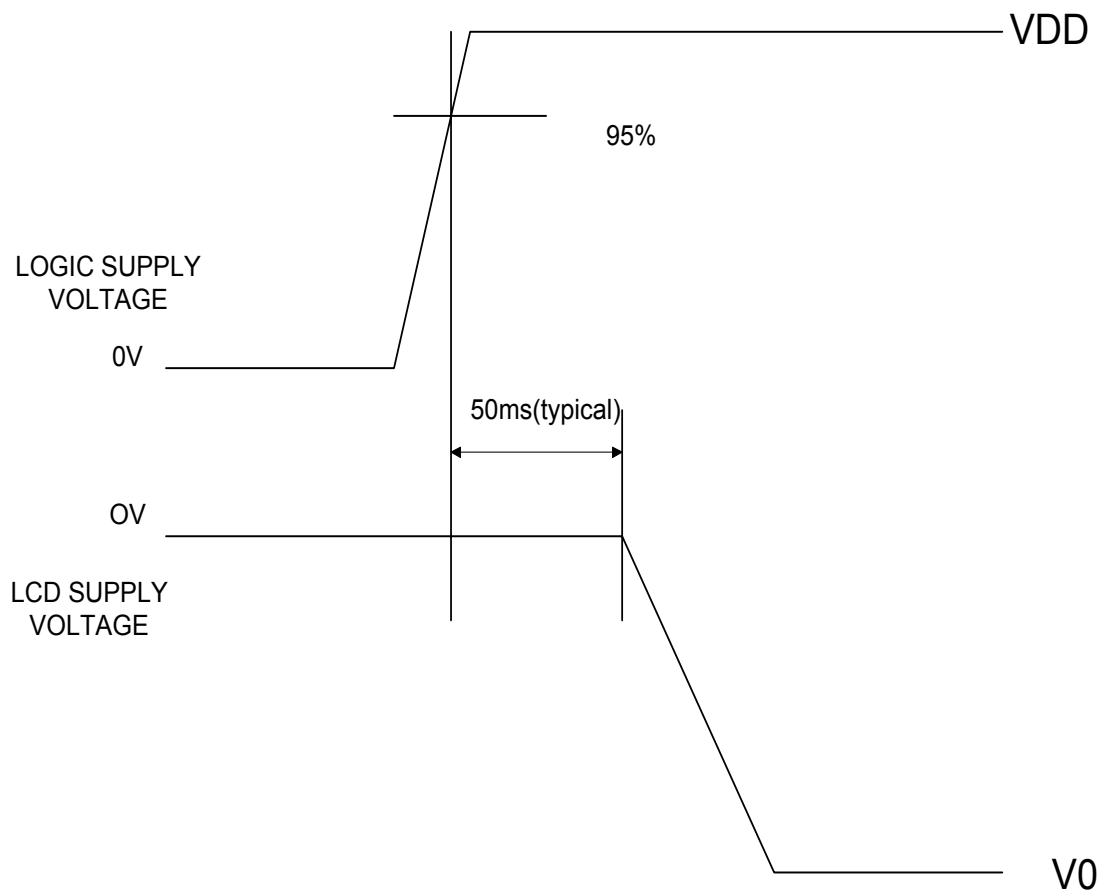 VDD
95%
LOGIC SUPPLY
VOLTAGE
0V
50ms(typical)
OV
LCD SUPPLY
VOLTAGE
V0